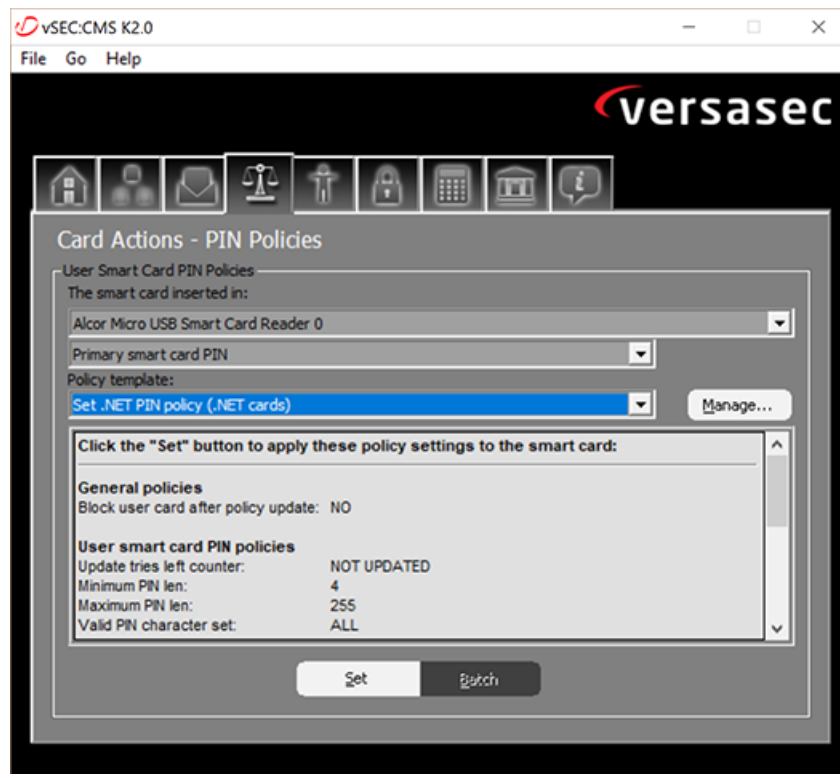 vSEC:CMS K2.0
File Go Help
versasec
Card Actions - PIN Policies
User Smart Card PIN Policies
The smart card inserted in:
Alcor Micro USB Smart Card Reader 0
Primary smart card PIN
Policy template:
Set .NET PIN policy (.NET cards)
Manage...
Click the "Set" button to apply these policy settings to the smart card:
General policies
Block user card after policy update: NO
User smart card PIN policies
Update tries left counter: NOT UPDATED
Minimum PIN len: 4
Maximum PIN len: 255
Valid PIN character set: ALL
Set Batch